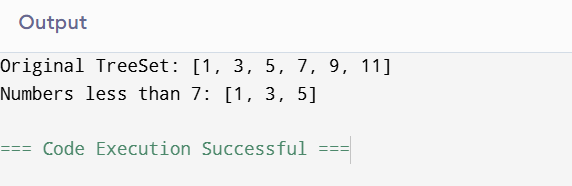 Output
Original TreeSet: [1, 3, 5, 7, 9, 11]
Numbers less than 7: [1, 3, 5]
=== Code Execution Successful ===